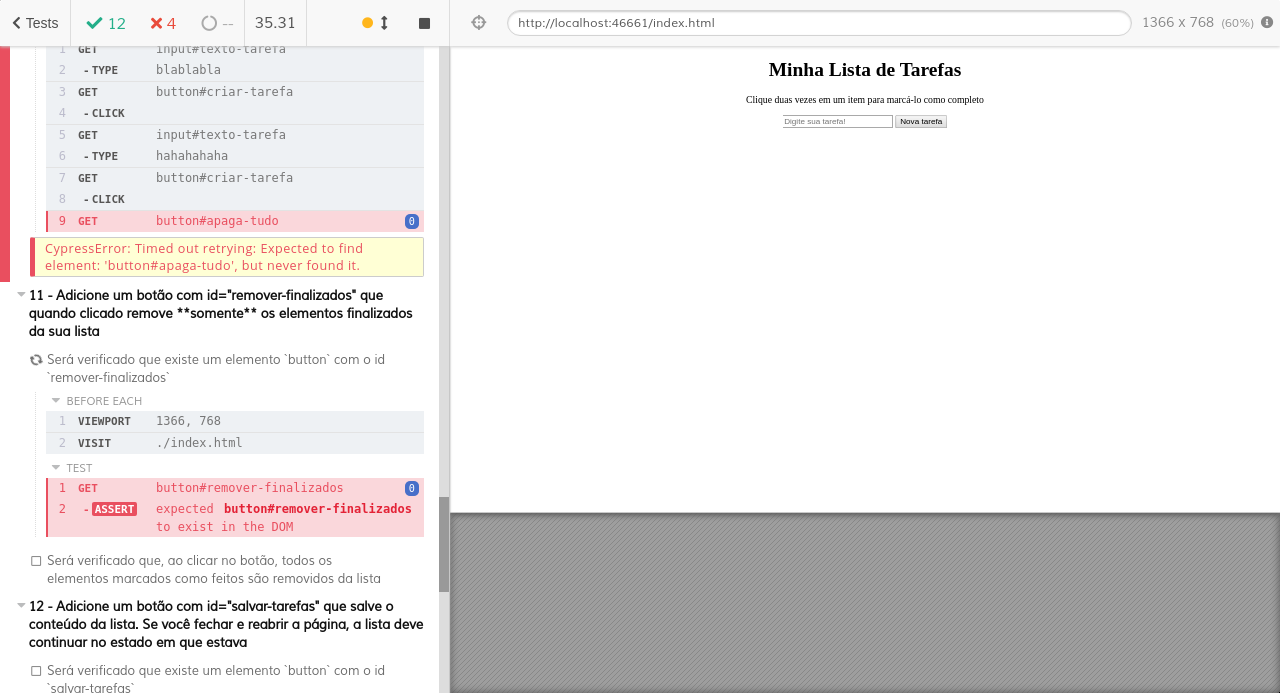 Tests 12 4 -- 35.31
http://localhost:46661/index.html 1366 x 768 (60%)
1 GET input#texto-tarefa
2 - TYPE blablabla
3 GET button#criar-tarefa
4 - CLICK
5 GET input#texto-tarefa
6 - TYPE hahahahaha
7 GET button#criar-tarefa
8 - CLICK
9 GET button#apaga-tudo 0
CypressError: Timed out retrying: Expected to find
element: 'button#apaga-tudo', but never found it.
11 - Adicione um botão com id="remover-finalizados" que
quando clicado remove **somente** os elementos finalizados
da sua lista
Será verificado que existe um elemento `button` com o id
`remover-finalizados`
BEFORE EACH
1 VIEWPORT 1366, 768
2 VISIT ./index.html
TEST
1 GET button#remover-finalizados 0
2 - ASSERT expected button#remover-finalizados
to exist in the DOM
Será verificado que, ao clicar no botão, todos os
elementos marcados como feitos são removidos da lista
12 - Adicione um botão com id="salvar-tarefas" que salve o
conteúdo da lista. Se você fechar e reabrir a página, a lista deve
continuar no estado em que estava
Será verificado que existe um elemento `button` com o id
`salvar-tarefas`
Minha Lista de Tarefas
Clique duas vezes em um item para marcá-lo como completo
Digite sua tarefa! Nova tarefa